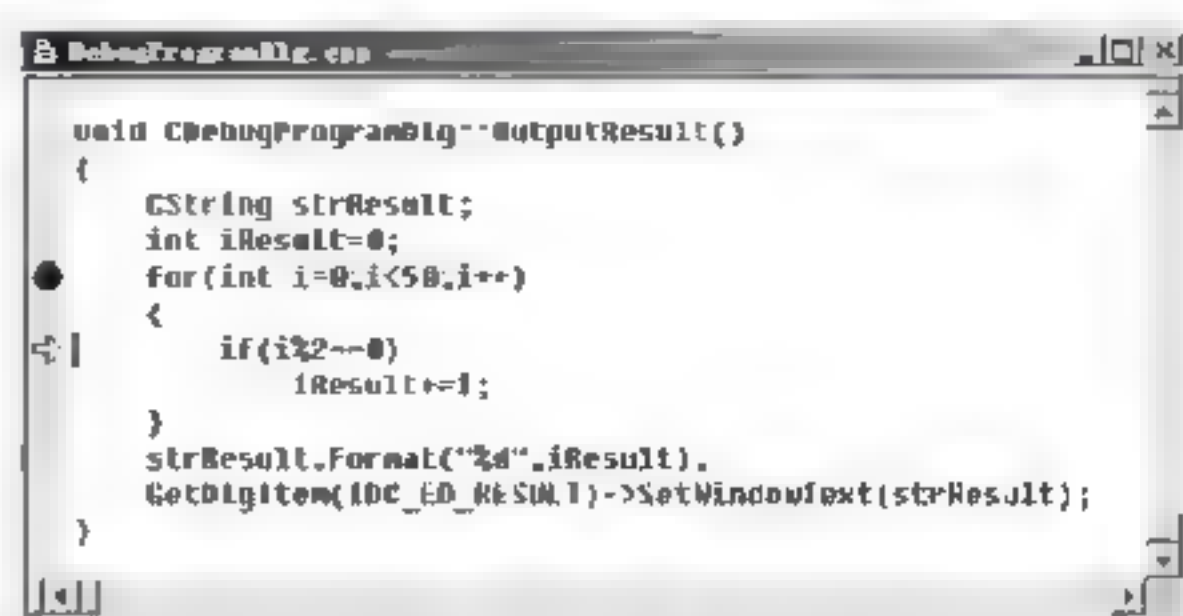 DebugProgramDlg.cpp
void CDebugProgramDlg::OutputResult()
{
CString strResult;
int iResult=0;
for(int i=0;i<50;i++)
{
if(i%2==0)
iResult+=1;
}
strResult.Format("%d",iResult);
GetDlgItem(IDC_ED_RESULT)->SetWindowText(strResult);
}